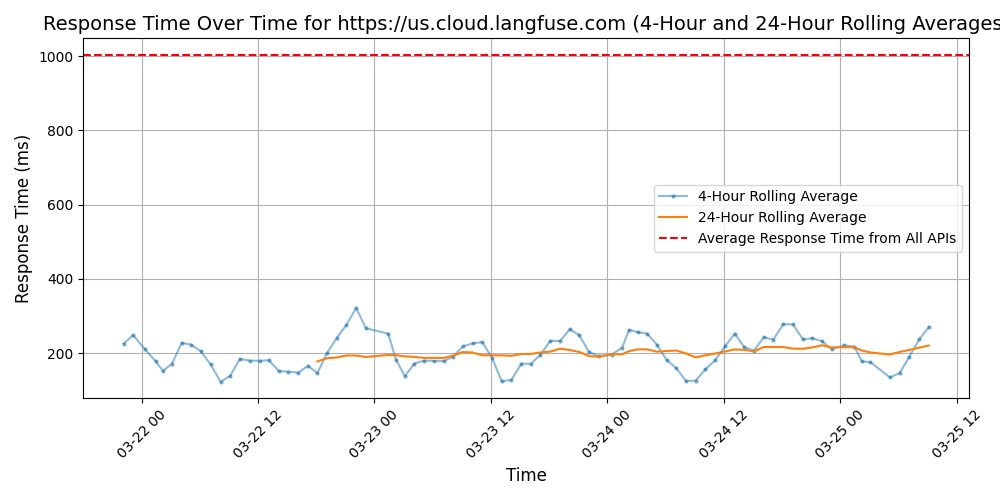 Response Time Over Time for https://us.cloud.langfuse.com (4-Hour and 24-Hour Rolling Averages
1000
800
600
400
200
Response Time (ms)
4-Hour Rolling Average
24-Hour Rolling Average
Average Response Time from All APIs
03-22 00
03-22 12
03-23 00
03-23 12
03-24 00
03-24 12
03-25 00
03-25 12
Time